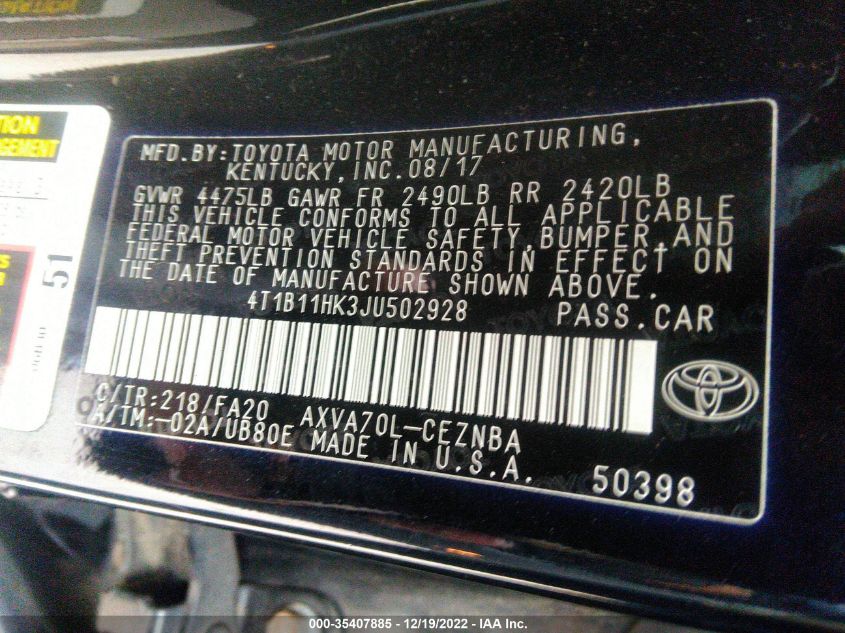 TION
AGEMENT
51
MFD.BY:TOYOTA MOTOR MANUFACTURING,
KENTUCKY,INC.08/17
GVWR 4475LB GAWR FR 2490LB RR 2420LB
THIS VEHICLE CONFORMS TO ALL APPLICABLE
FEDERAL MOTOR VEHICLE SAFETY,BUMPER,AND
THEFT PREVENTION STANDARDS IN EFFECT ON
THE DATE OF MANUFACTURE SHOWN ABOVE.
4T1B11HK3JU502928 PASS.CAR
C/TR:218/FA20 AXVA70L-CEZNBA
A/TM:-02A/UB80E MADE IN U.S.A.
50398
000-35407885 - 12/19/2022 - IAA Inc.